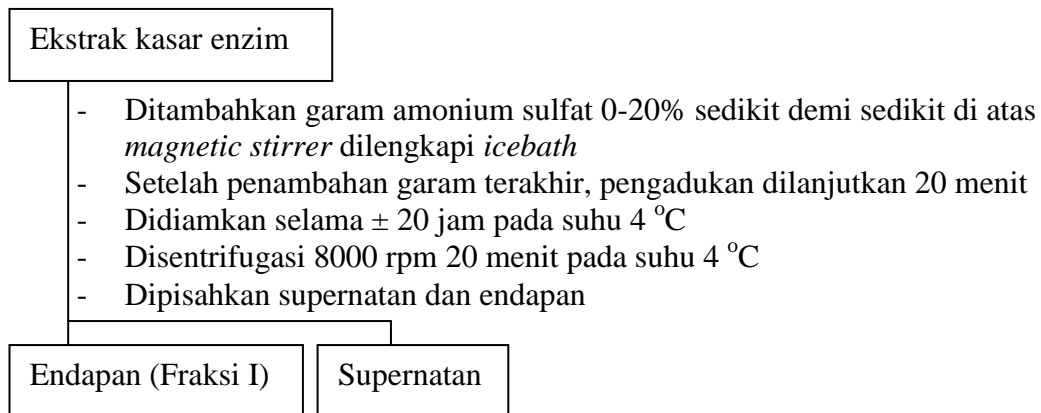 Ekstrak kasar enzim
- Ditambahkan garam amonium sulfat 0-20% sedikit demi sedikit di atas
magnetic stirrer dilengkapi icebath
- Setelah penambahan garam terakhir, pengadukan dilanjutkan 20 menit
- Didiamkan selama ± 20 jam pada suhu 4 °C
- Disentrifugasi 8000 rpm 20 menit pada suhu 4 °C
- Dipisahkan supernatan dan endapan
Endapan (Fraksi I) Supernatan